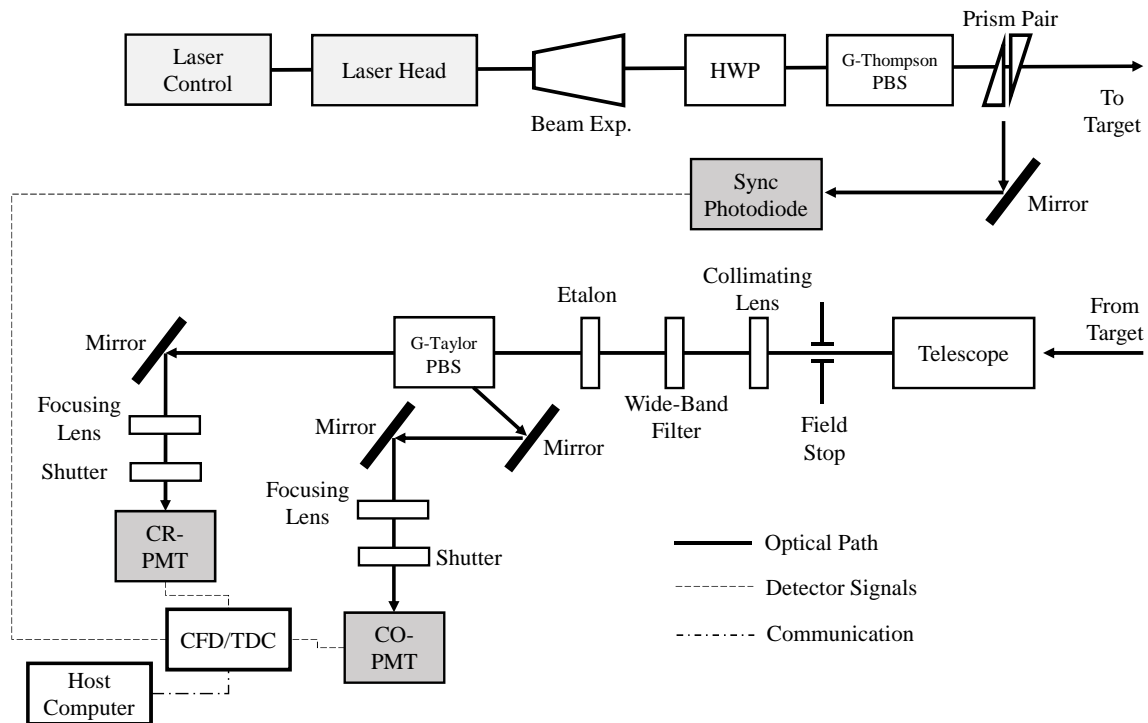 Prism Pair
Laser
Control
Laser Head
Beam Exp.
HWP
G-Thompson
PBS
To
Target
Sync
Photodiode
Mirror
Collimating
Lens
Etalon
From
Target
Mirror
G-Taylor
PBS
Telescope
Wide-Band
Filter
Field
Stop
Focusing
Lens
Mirror
Mirror
Shutter
Focusing
Lens
CR-
PMT
Shutter
Optical Path
Detector Signals
Communication
CFD/TDC
CO-
PMT
Host
Computer